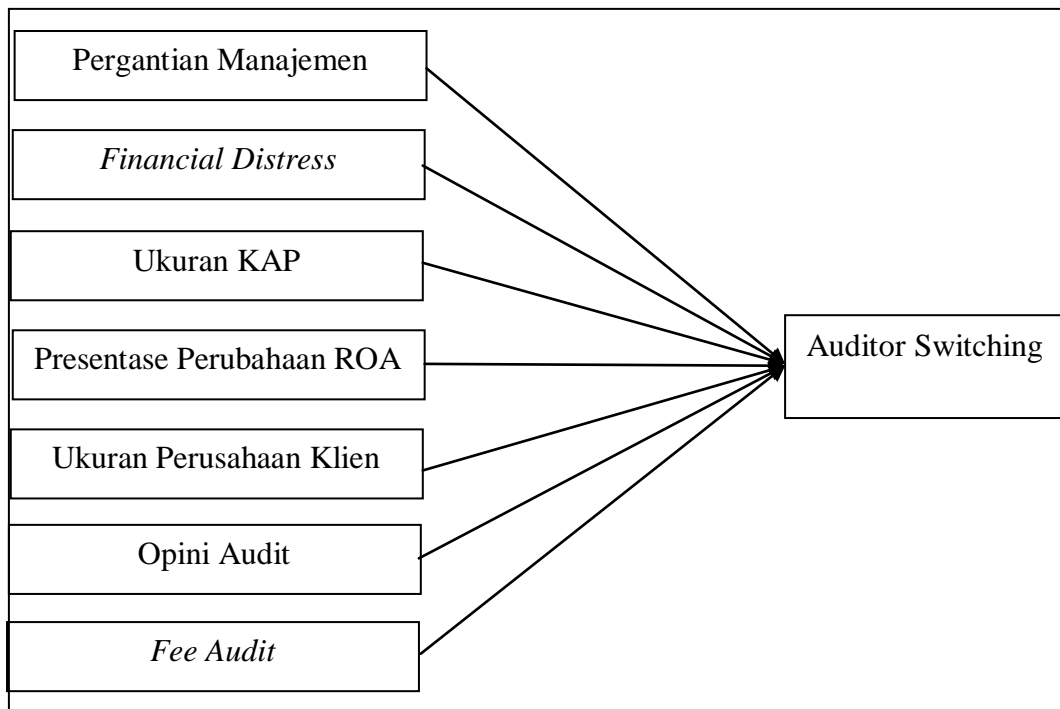 Pergantian Manajemen
Financial Distress
Ukuran KAP
Presentase Perubahaan ROA
Ukuran Perusahaan Klien
Opini Audit
Fee Audit
Auditor Switching